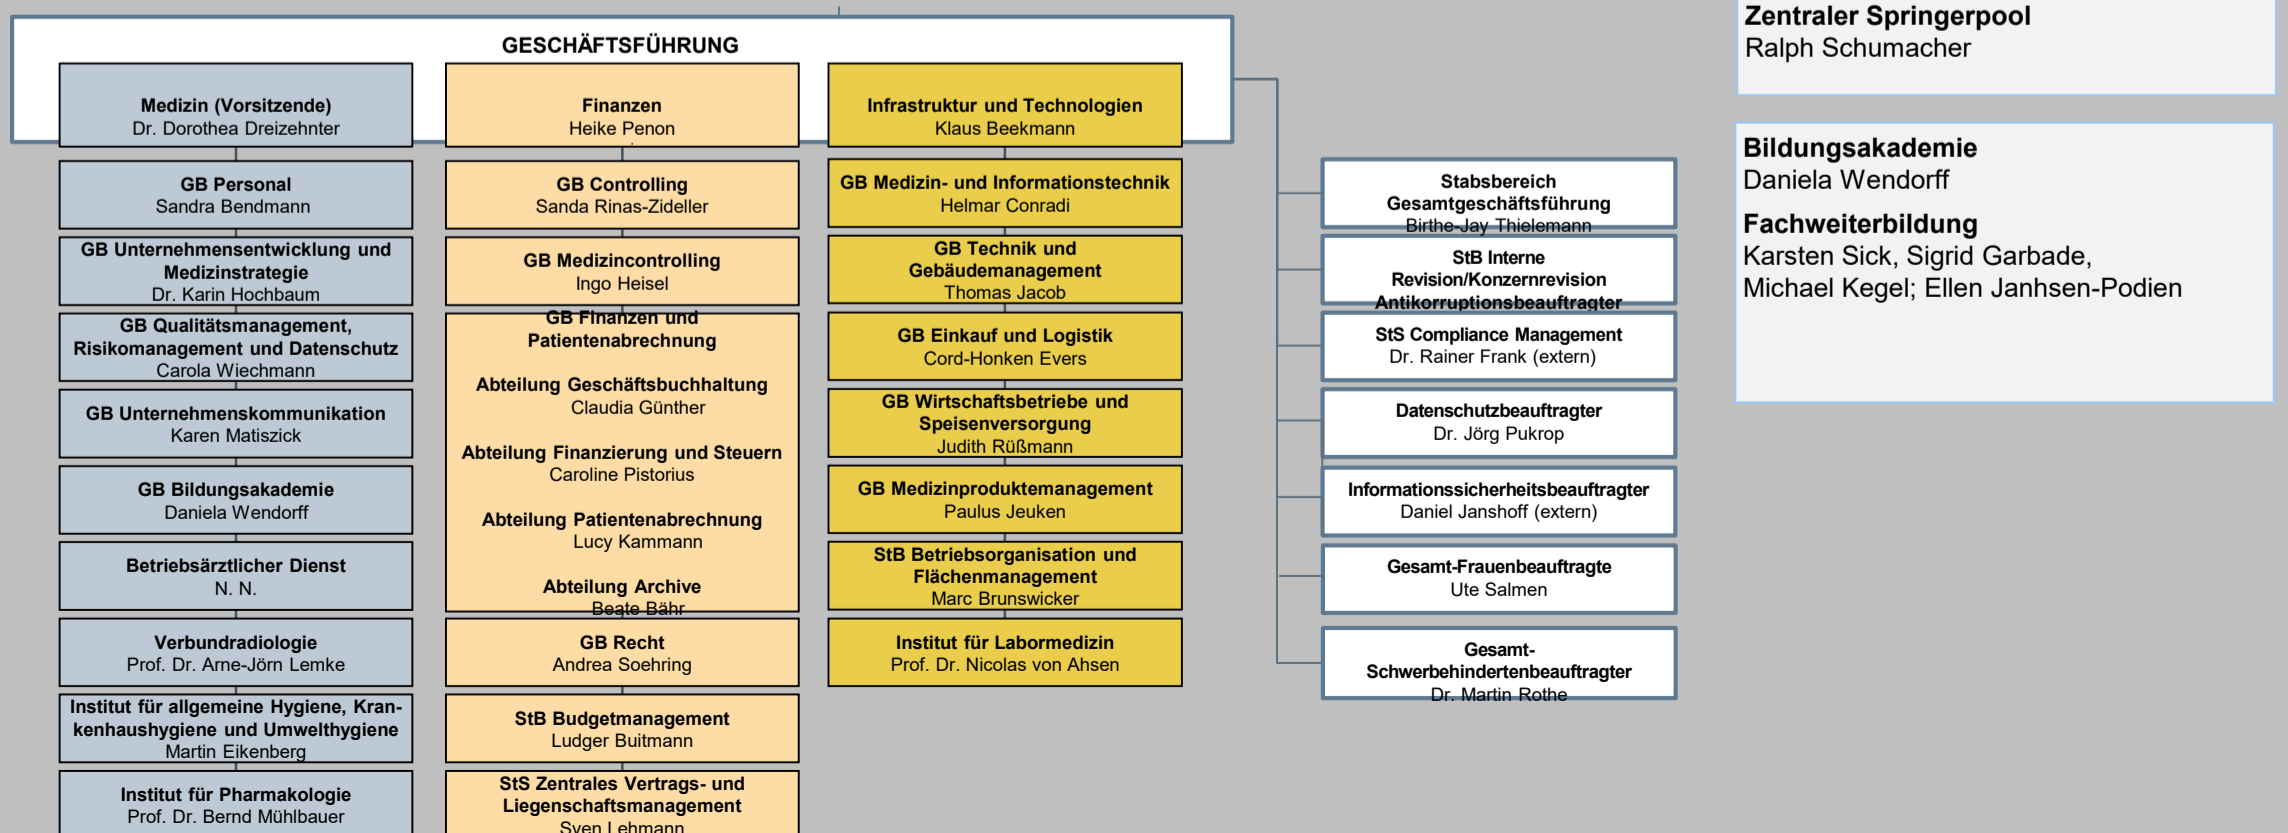 GESCHÄFTSFÜHRUNG
Medizin (Vorsitzende)
Dr. Dorothea Dreizehnter
GB Personal
Sandra Bendmann
GB Unternehmensentwicklung und
Medizinstrategie
Dr. Karin Hochbaum
GB Qualitätsmanagement,
Risikomanagement und Datenschutz
Carola Wiechmann
GB Unternehmenskommunikation
Karen Matiszick
GB Bildungsakademie
Daniela Wendorff
Betriebsärztlicher Dienst
N. N.
Verbundradiologie
Prof. Dr. Arne-Jörn Lemke
Institut für allgemeine Hygiene, Kran-
kenhaushygiene und Umwelthygiene
Martin Eikenberg
Institut für Pharmakologie
Prof. Dr. Bernd Mühlbauer
Finanzen
Heike Penon
GB Controlling
Sanda Rinas-Zideller
GB Medizincontrolling
Ingo Heisel
GB Finanzen und
Patientenabrechnung
Abteilung Geschäftsbuchhaltung
Claudia Günther
Abteilung Finanzierung und Steuern
Caroline Pistorius
Abteilung Patientenabrechnung
Lucy Kammann
Abteilung Archive
Beate Bähr
GB Recht
Andrea Soehring
StB Budgetmanagement
Ludger Buitmann
StS Zentrales Vertrags- und
Liegenschaftsmanagement
Sven Lehmann
Infrastruktur und Technologien
Klaus Beekmann
GB Medizin- und Informationstechnik
Helmar Conradi
GB Technik und
Gebäudemanagement
Thomas Jacob
GB Einkauf und Logistik
Cord-Honken Evers
GB Wirtschaftsbetriebe und
Speisenversorgung
Judith Rüßmann
GB Medizinproduktemanagement
Paulus Jeuken
StB Betriebsorganisation und
Flächenmanagement
Marc Brunswicker
Institut für Labormedizin
Prof. Dr. Nicolas von Ahsen
Stabsbereich
Gesamtgeschäftsführung
Birthe-Jay Thielemann
StB Interne
Revision/Konzernrevision
Antikorruptionsbeauftragter
StS Compliance Management
Dr. Rainer Frank (extern)
Datenschutzbeauftragter
Dr. Jörg Pukrop
Informationssicherheitsbeauftragter
Daniel Janshoff (extern)
Gesamt-Frauenbeauftragte
Ute Salmen
Gesamt-
Schwerbehindertenbeauftragter
Dr. Martin Rothe
Zentraler Springerpool
Ralph Schumacher
Bildungsakademie
Daniela Wendorff
Fachweiterbildung
Karsten Sick, Sigrid Garbade,
Michael Kegel; Ellen Janhsen-Podien